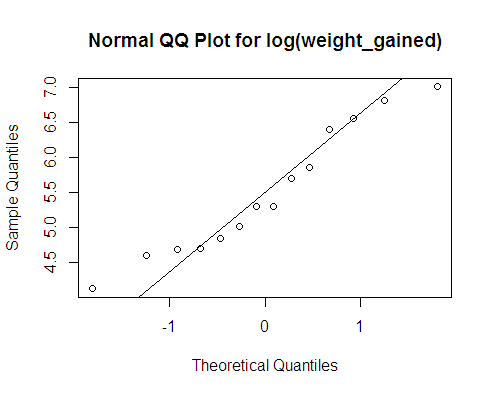 Normal QQ Plot for log(weight_gained)
Sample Quantiles
7.0
6.5
6.0
5.5
5.0
4.5
-1 0 1
Theoretical Quantiles